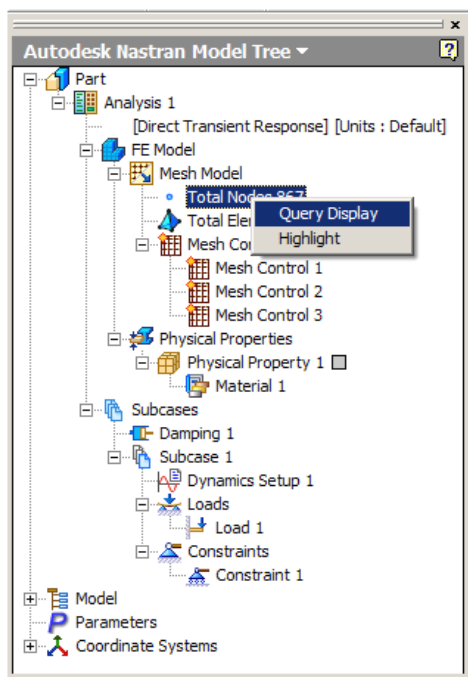 x
Autodesk Nastran Model Tree
?
Part
Analysis 1
[Direct Transient Response] [Units : Default]
FE Model
Mesh Model
Total Nodes 867
Query Display
Total Ele
Highlight
Mesh Co
Mesh Control 1
Mesh Control 2
Mesh Control 3
Physical Properties
Physical Property 1
Material 1
Subcases
Damping 1
Subcase 1
Dynamics Setup 1
Loads
Load 1
Constraints
Constraint 1
Model
Parameters
Coordinate Systems